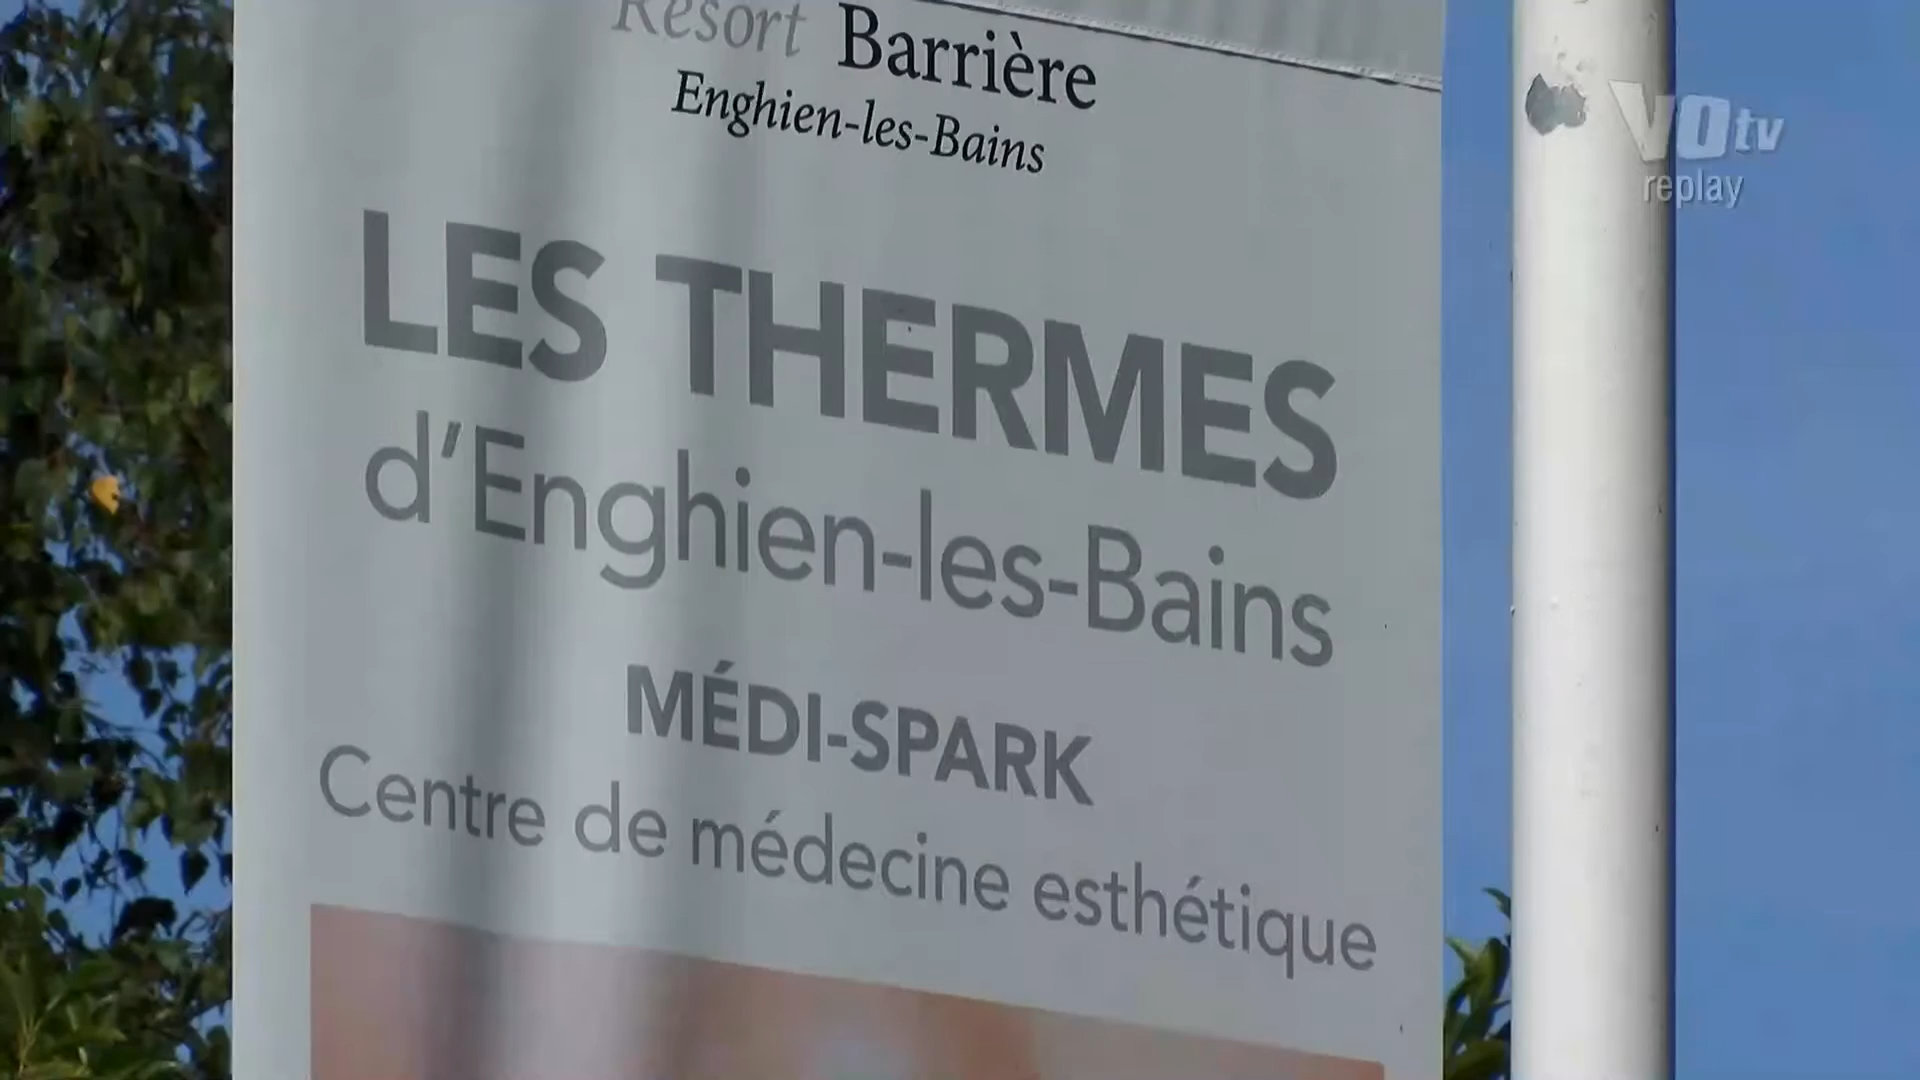 Resort Barrière
Enghien-les-Bains
LES THERMES
d'Enghien-les-Bains
MÉDI-SPARK
Centre de médecine esthétique
VOtv
replay